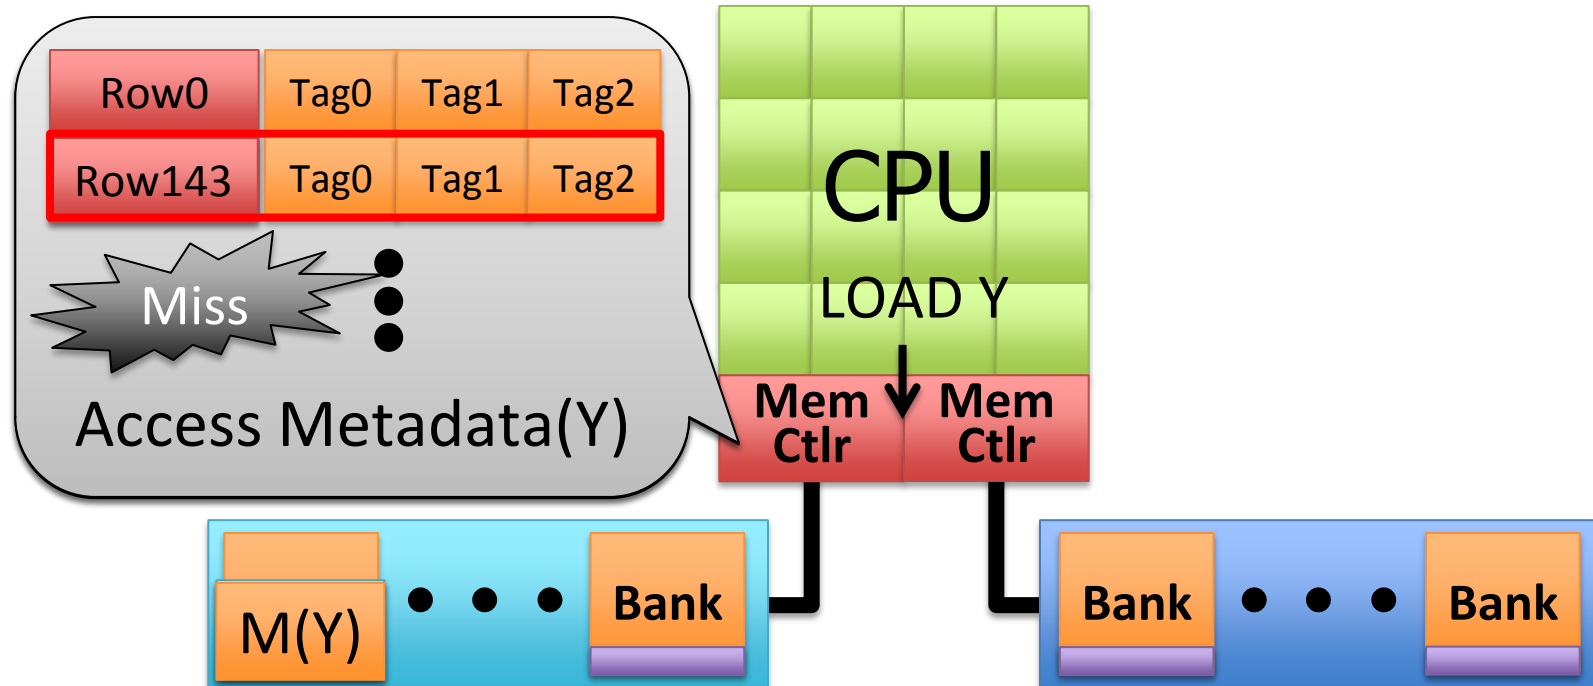 Row0 Tag0 Tag1 Tag2
Row143 Tag0 Tag1 Tag2
Miss
Access Metadata(Y)
CPU
LOAD Y
Mem
Ctlr
Mem
Ctlr
M(Y)
Bank
Bank
Bank